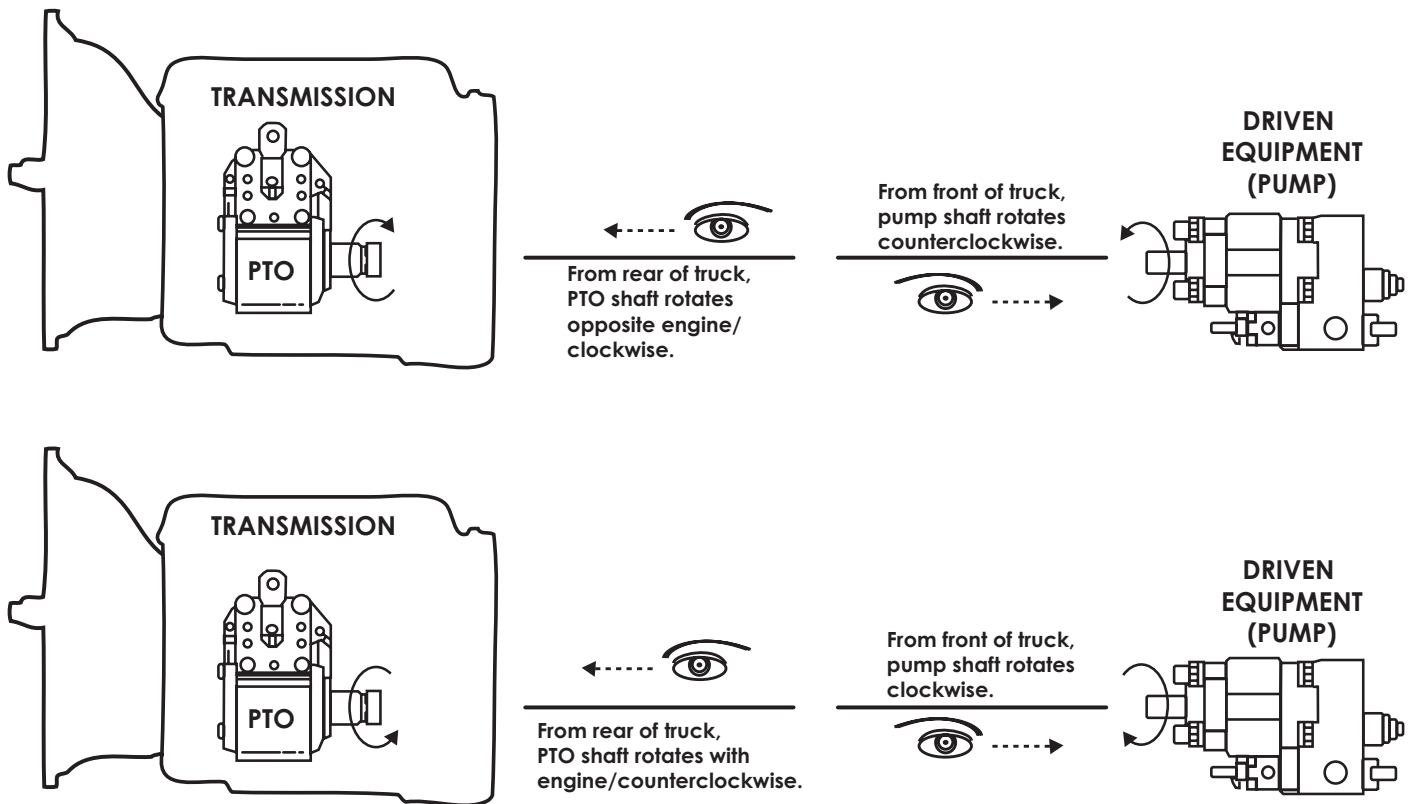 TRANSMISSION
PTO
From rear of truck,
PTO shaft rotates
opposite engine/
clockwise.
From front of truck,
pump shaft rotates
counterclockwise.
DRIVEN
EQUIPMENT
(PUMP)
TRANSMISSION
PTO
From rear of truck,
PTO shaft rotates with
engine/counterclockwise.
From front of truck,
pump shaft rotates
clockwise.
DRIVEN
EQUIPMENT
(PUMP)